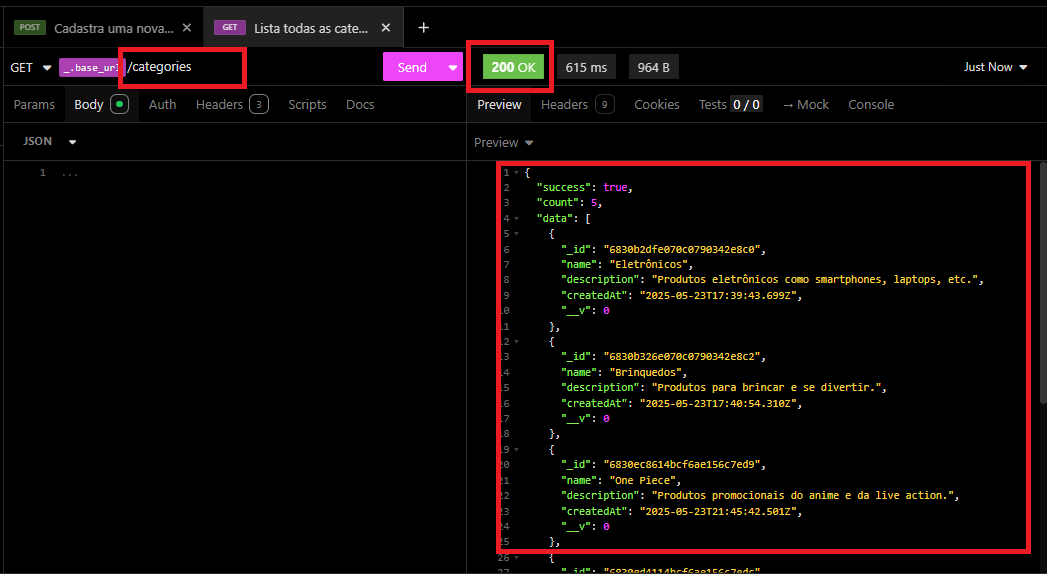 POST Cadastra uma nova... × GET Lista todas as cate... × +
GET _.base_url /categories Send 200 OK 615 ms 964 B Just Now
Params Body Auth Headers 3 Scripts Docs Preview Headers 9 Cookies Tests 0 / 0 → Mock Console
JSON Preview
1 ...
1 {
2 "success": true,
3 "count": 5,
4 "data": [
5 {
6 "_id": "6830b2dfe070c0790342e8c0",
7 "name": "Eletrônicos",
8 "description": "Produtos eletrônicos como smartphones, laptops, etc.",
9 "createdAt": "2025-05-23T17:39:43.699Z",
10 "__v": 0
11 },
12 {
13 "_id": "6830b326e070c0790342e8c2",
14 "name": "Brinquedos",
15 "description": "Produtos para brincar e se divertir.",
16 "createdAt": "2025-05-23T17:40:54.310Z",
17 "__v": 0
18 },
19 {
20 "_id": "6830ec8614bcf6ae156c7ed9",
21 "name": "One Piece",
22 "description": "Produtos promocionais do anime e da live action.",
23 "createdAt": "2025-05-23T21:45:42.501Z",
24 "__v": 0
25 },
26 {
27 "_id": "6830ed4114bcf6ae156c7edc",